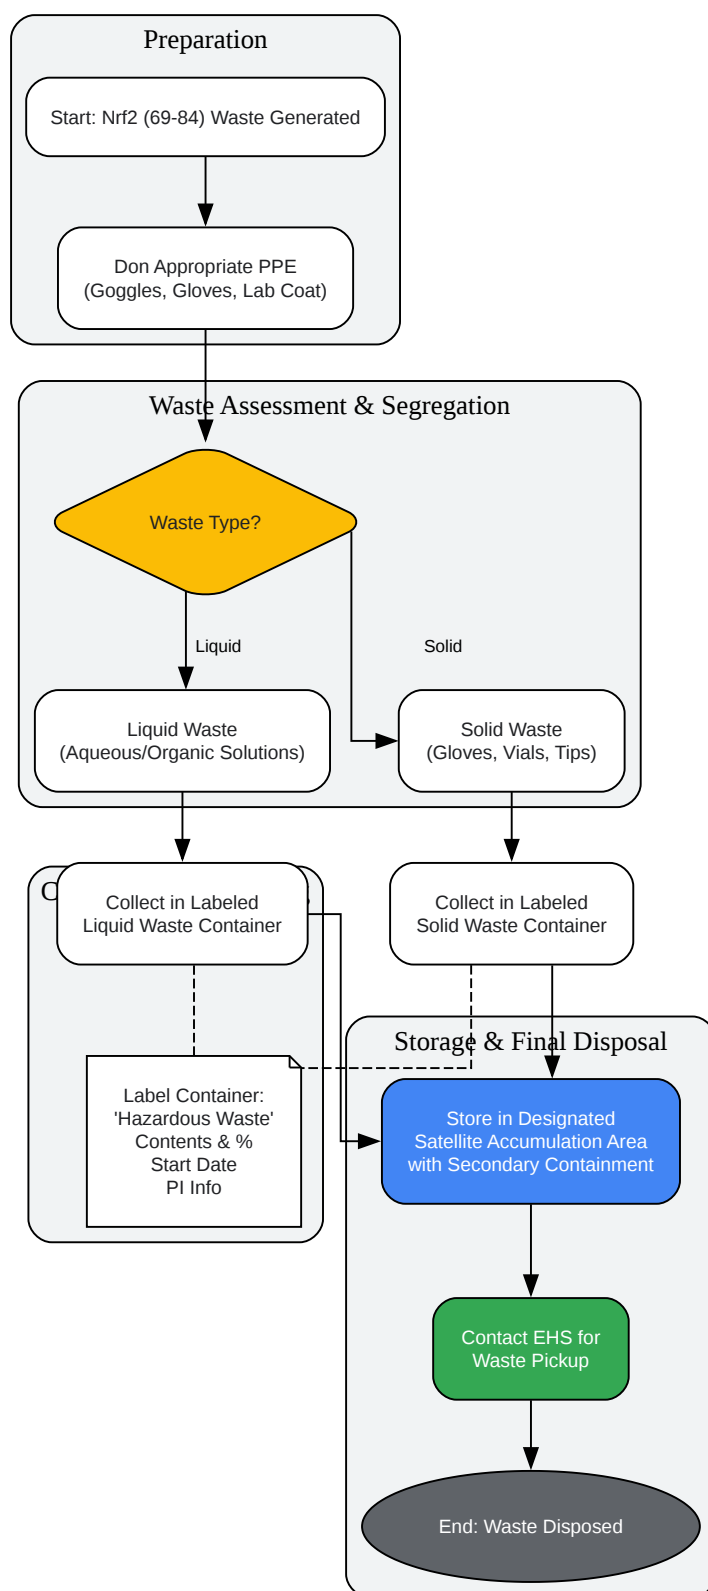 Preparation
Start: Nrf2 (69-84) Waste Generated
Don Appropriate PPE
(Goggles, Gloves, Lab Coat)
Waste Assessment & Segregation
Waste Type?
Liquid
Solid
Liquid Waste
(Aqueous/Organic Solutions)
Solid Waste
(Gloves, Vials, Tips)
Collect in Labeled
Liquid Waste Container
Collect in Labeled
Solid Waste Container
Label Container:
'Hazardous Waste'
Contents & %
Start Date
PI Info
Storage & Final Disposal
Store in Designated
Satellite Accumulation Area
with Secondary Containment
Contact EHS for
Waste Pickup
End: Waste Disposed